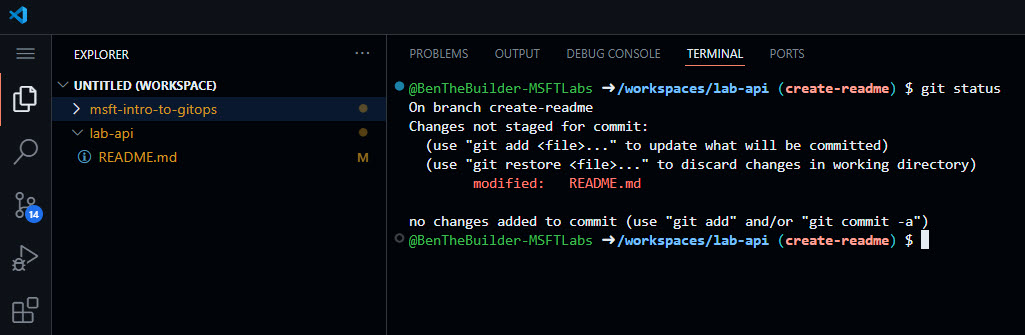 EXPLORER
...
UNTITLED (WORKSPACE)
msft-intro-to-gitops
lab-api
README.md M
14
PROBLEMS OUTPUT DEBUG CONSOLE TERMINAL PORTS
@BenTheBuilder-MSFTLabs ➜/workspaces/lab-api (create-readme) $ git status
On branch create-readme
Changes not staged for commit:
(use "git add <file>..." to update what will be committed)
(use "git restore <file>..." to discard changes in working directory)
modified: README.md
no changes added to commit (use "git add" and/or "git commit -a")
@BenTheBuilder-MSFTLabs ➜/workspaces/lab-api (create-readme) $